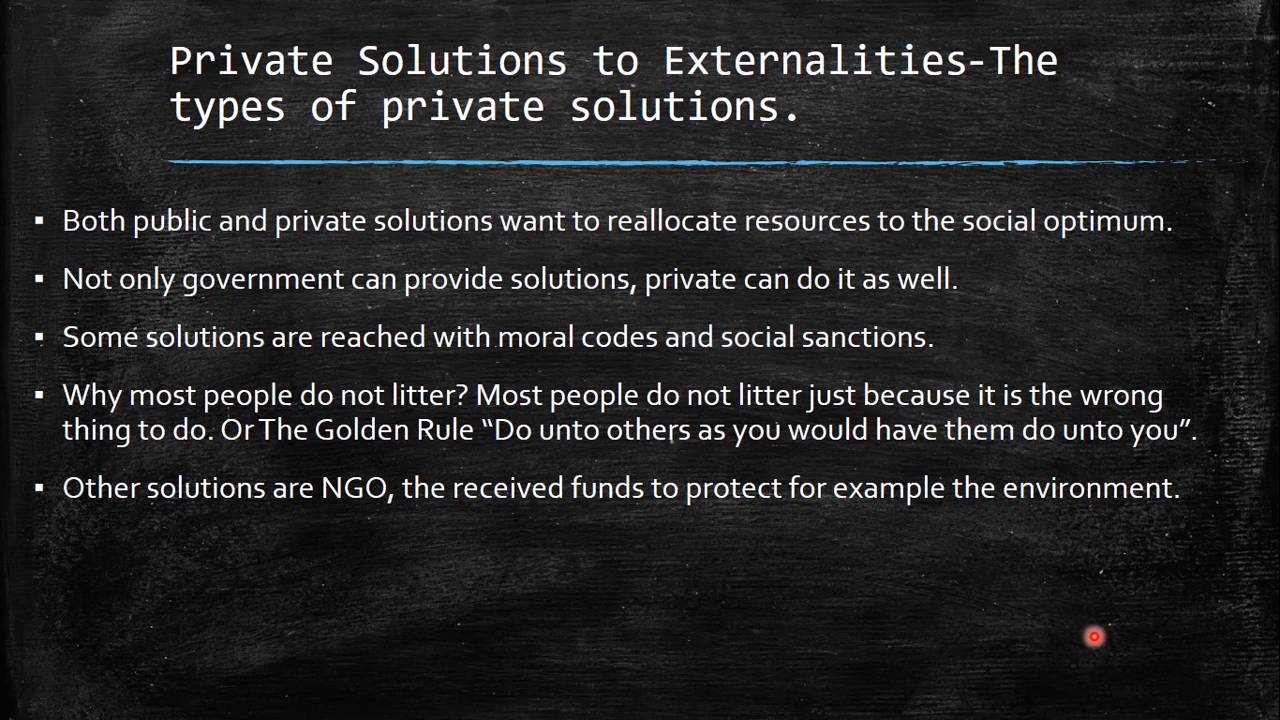 Private Solutions to Externalities-The
types of private solutions.
▪ Both public and private solutions want to reallocate resources to the social optimum.
▪ Not only government can provide solutions, private can do it as well.
▪ Some solutions are reached with moral codes and social sanctions.
▪ Why most people do not litter? Most people do not litter just because it is the wrong
thing to do. Or The Golden Rule “Do unto others as you would have them do unto you”.
▪ Other solutions are NGO, the received funds to protect for example the environment.